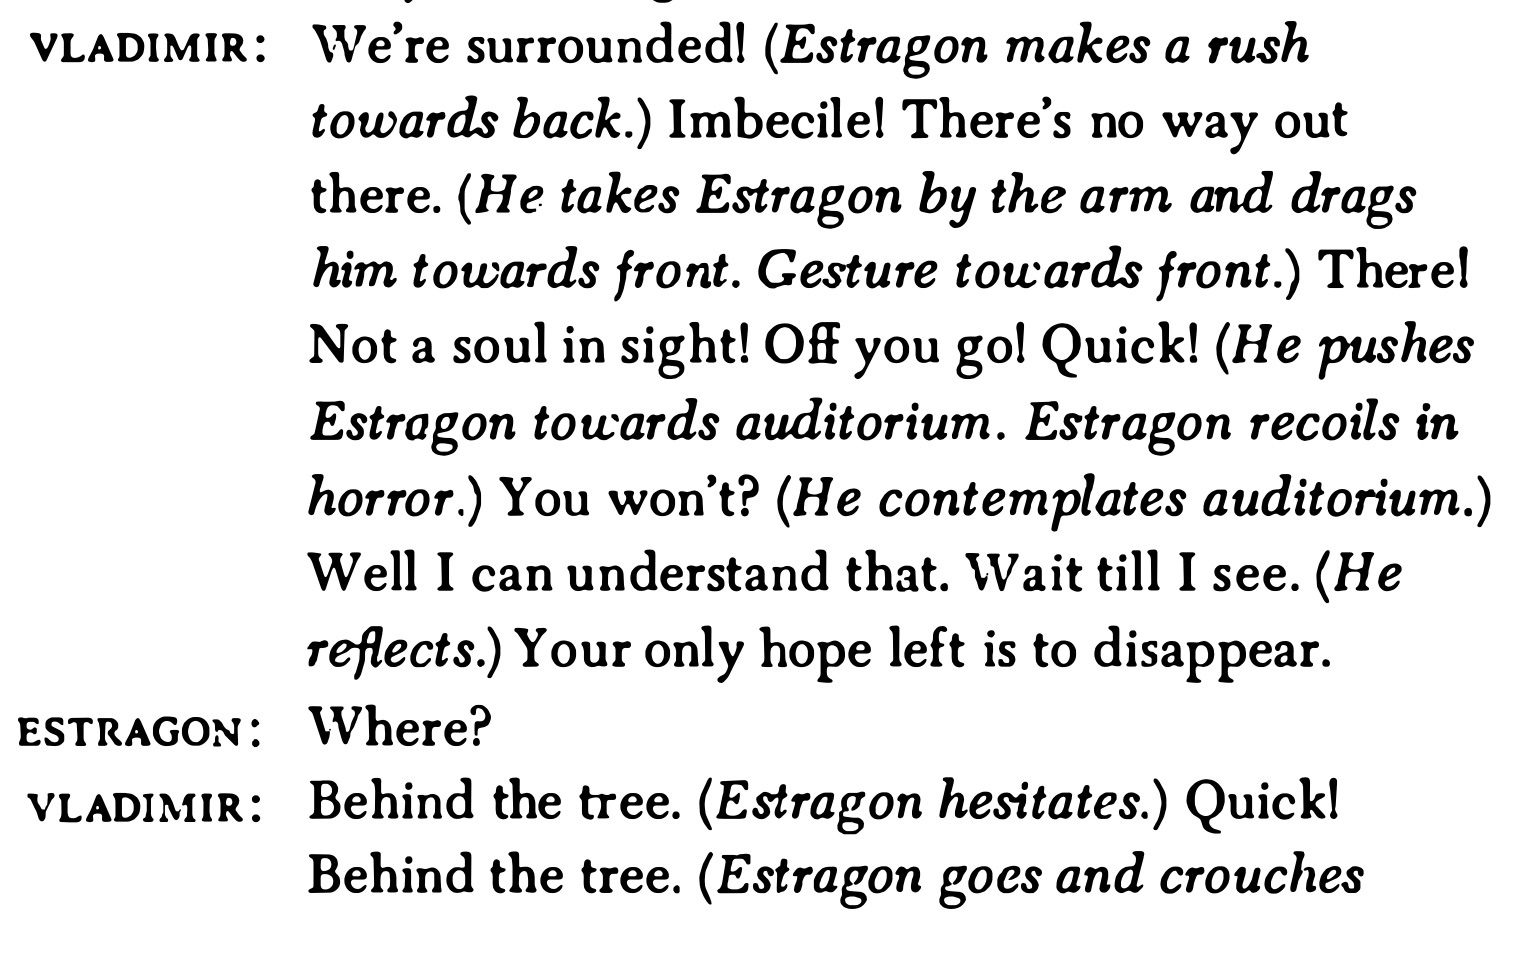 VLADIMIR: We're surrounded! (Estragon makes a rush
towards back.) Imbecile! There's no way out
there. (He takes Estragon by the arm and drags
him towards front. Gesture towards front.) There!
Not a soul in sight! Off you go! Quick! (He pushes
Estragon towards auditorium. Estragon recoils in
horror.) You won't? (He contemplates auditorium.)
Well I can understand that. Wait till I see. (He
reflects.) Your only hope left is to disappear.
ESTRAGON: Where?
VLADIMIR: Behind the tree. (Estragon hesitates.) Quick!
Behind the tree. (Estragon goes and crouches